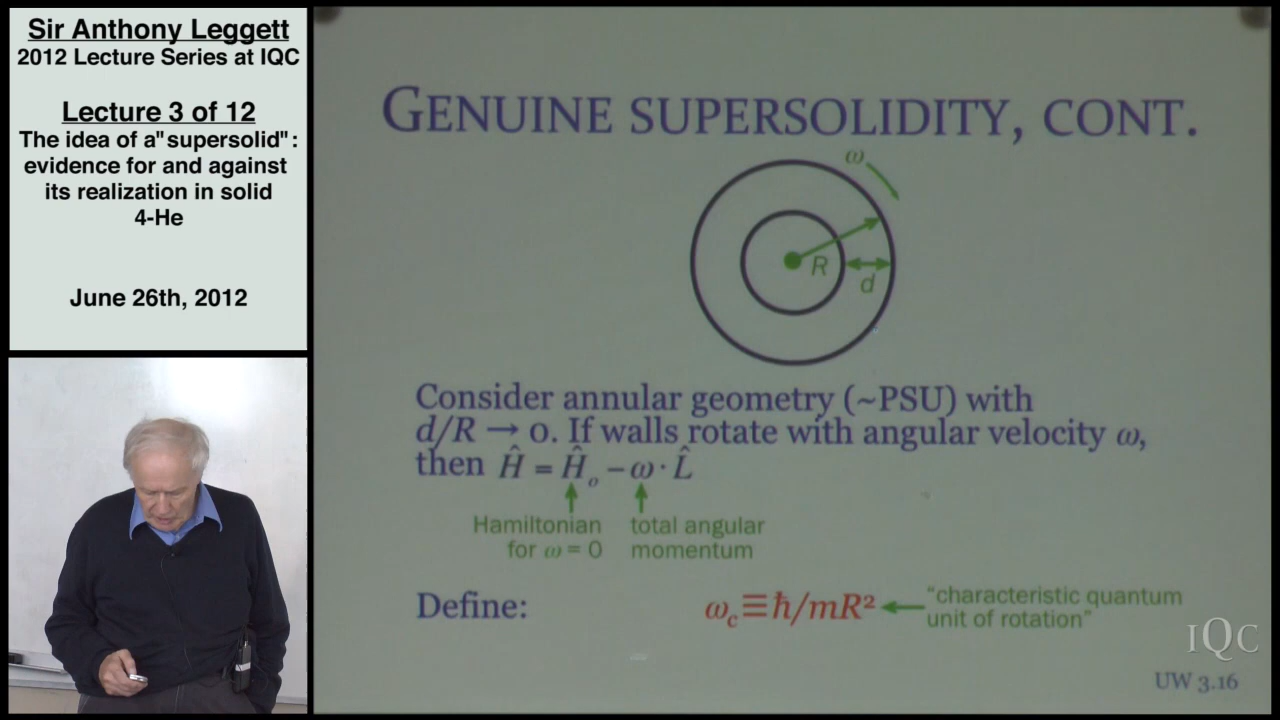 Sir Anthony Leggett
2012 Lecture Series at IQC
Lecture 3 of 12
The idea of a"supersolid":
evidence for and against
its realization in solid
4-He
June 26th, 2012
GENUINE SUPERSOLIDITY, CONT.
ω
R
d
Consider annular geometry (~PSU) with
d/R → 0. If walls rotate with angular velocity ω,
then Ĥ = Ĥₒ − ω · L̂
Hamiltonian
for ω = 0
total angular
momentum
Define:
ω꜀≡ħ/mR²
"characteristic quantum
unit of rotation"
IQC
UW 3.16